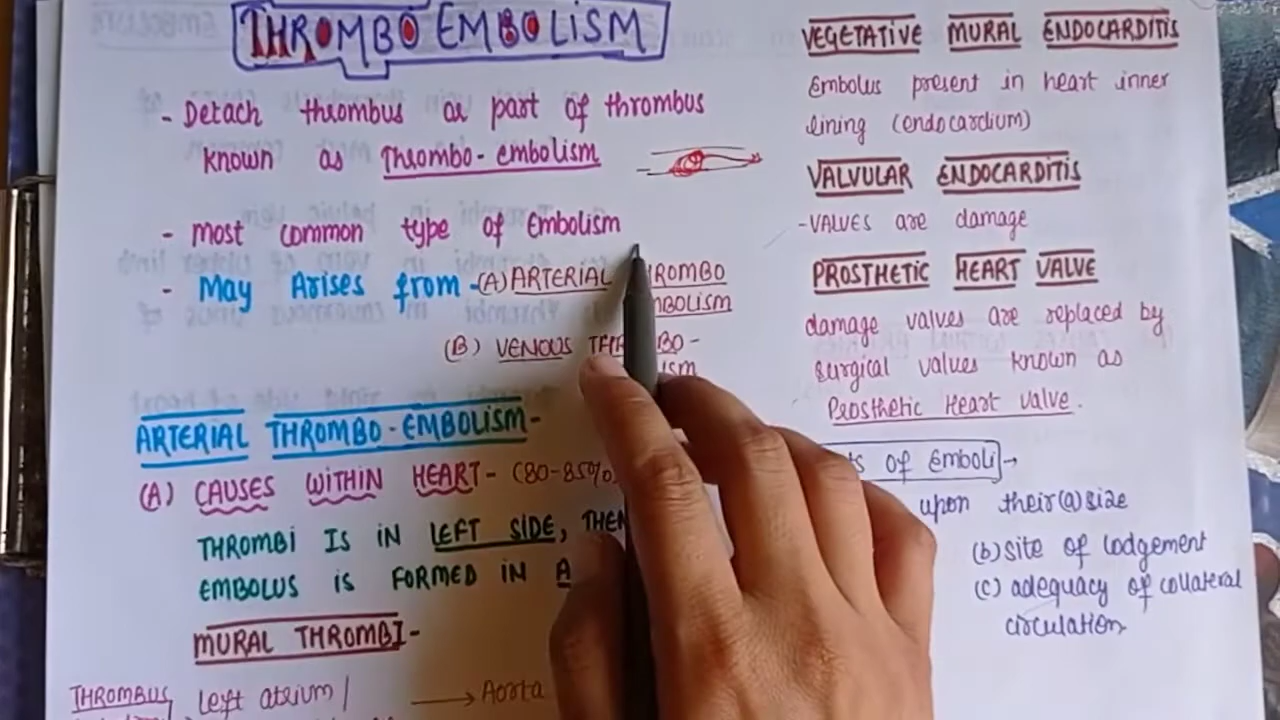 THROMBO EMBOLISM
- Detach thrombus or part of thrombus
known as Thrombo-embolism
- Most common type of Embolism
- May Arises from - (A) ARTERIAL
(B) VENOUS
ARTERIAL THROMBO-EMBOLISM-
(A) CAUSES WITHIN HEART- (80-85%)
THROMBI IS IN LEFT SIDE,
EMBOLUS IS FORMED IN A
MURAL THROMBI-
THROMBUS left atrium/ → Aorta
VEGETATIVE MURAL ENDOCARDITIS
Embolus present in heart inner
lining (endocardium)
VALVULAR ENDOCARDITIS
- VALVES are damage
PROSTHETIC HEART VALVE
damage valves are replaced by
surgical valves known as
Prosthetic Heart valve.
of Emboli →
upon their (a) size
(b) site of lodgement
(c) adequacy of collateral
circulation